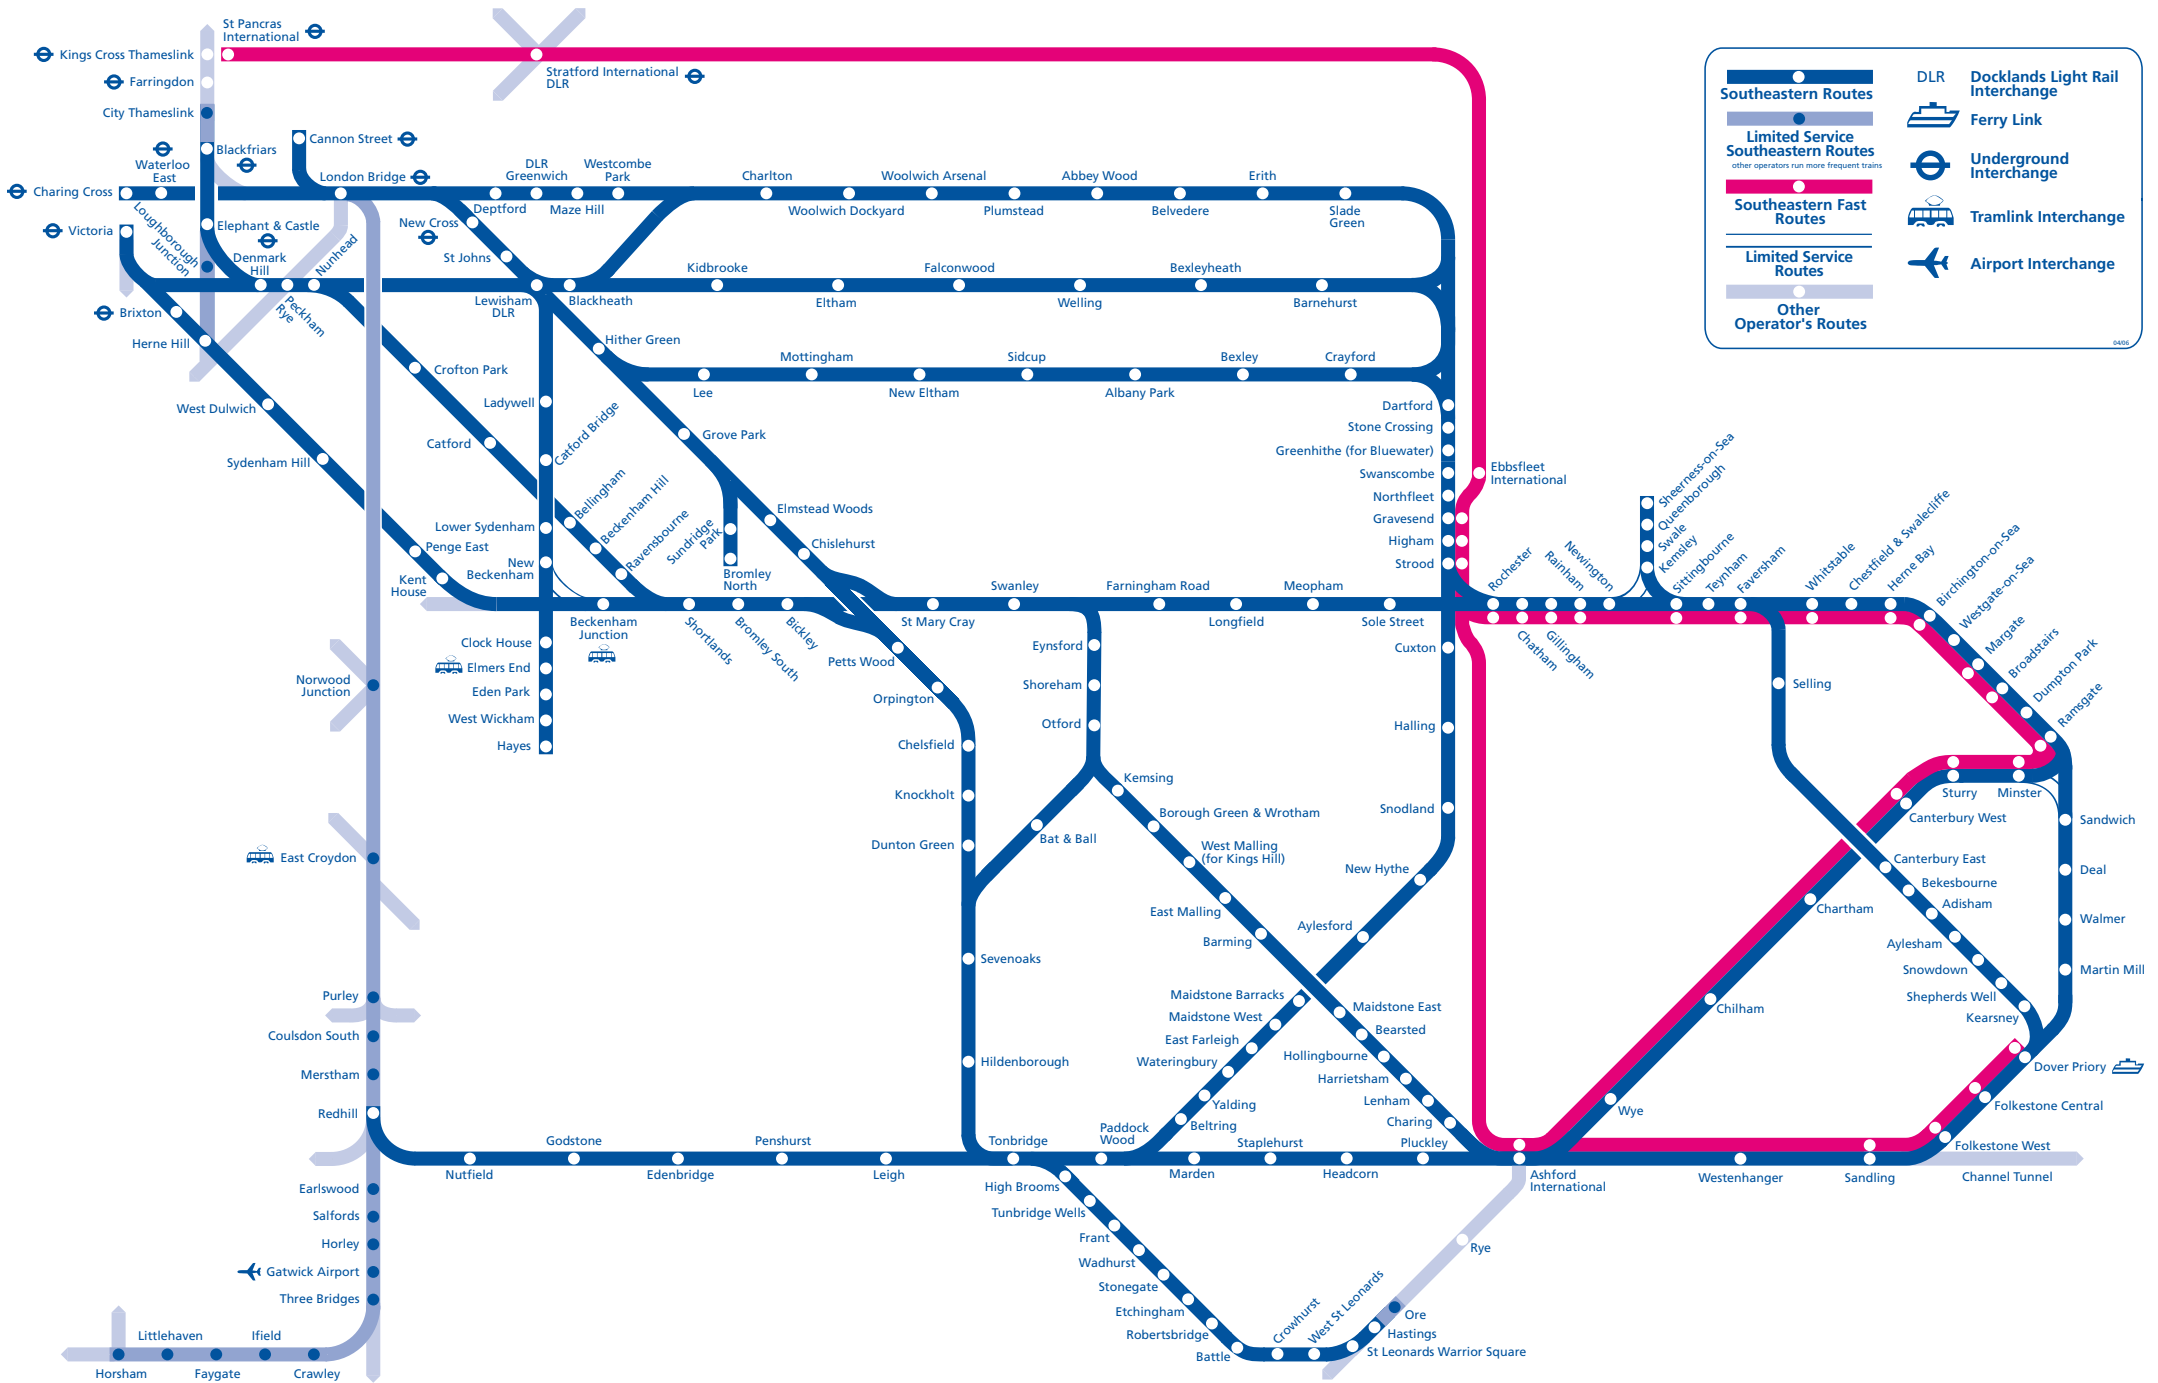 St Pancras
International
Kings Cross Thameslink
Farringdon
City Thameslink
Stratford International
DLR
Cannon Street
Blackfriars
Waterloo
East
London Bridge
Charing Cross
DLR
Greenwich
Westcombe
Park
Charlton
Woolwich Arsenal
Abbey Wood
Erith
Deptford
Maze Hill
Woolwich Dockyard
Plumstead
Belvedere
Slade
Green
Victoria
Loughborough
Junction
Elephant & Castle
Denmark
Hill
Nunhead
New Cross
St Johns
Kidbrooke
Falconwood
Bexleyheath
Peckham
Rye
Lewisham
DLR
Blackheath
Eltham
Welling
Barnehurst
Brixton
Herne Hill
Hither Green
Mottingham
Sidcup
Bexley
Crayford
Lee
New Eltham
Albany Park
Crofton Park
West Dulwich
Ladywell
Catford Bridge
Catford
Grove Park
Sydenham Hill
Dartford
Stone Crossing
Greenhithe (for Bluewater)
Swanscombe
Northfleet
Gravesend
Higham
Strood
Ebbsfleet
International
Bellingham
Beckenham Hill
Ravensbourne
Sundridge
Park
Bromley
North
Elmstead Woods
Chislehurst
Lower Sydenham
New
Beckenham
Penge East
Kent
House
Beckenham
Junction
Shortlands
Bromley South
Bickley
St Mary Cray
Swanley
Farningham Road
Longfield
Meopham
Sole Street
Rochester
Chatham
Rainham
Gillingham
Newington
Sheerness-on-Sea
Queenborough
Swale
Kemsley
Sittingbourne
Teynham
Faversham
Whitstable
Chestfield & Swalecliffe
Herne Bay
Birchington-on-Sea
Westgate-on-Sea
Margate
Broadstairs
Dumpton Park
Ramsgate
Clock House
Elmers End
Eden Park
West Wickham
Hayes
Petts Wood
Orpington
Chelsfield
Knockholt
Dunton Green
Eynsford
Shoreham
Otford
Cuxton
Halling
Snodland
New Hythe
Aylesford
Selling
Norwood
Junction
East Croydon
Purley
Coulsdon South
Merstham
Redhill
Kemsing
Borough Green & Wrotham
West Malling
(for Kings Hill)
Bat & Ball
East Malling
Barming
Sevenoaks
Hildenborough
Maidstone Barracks
Maidstone West
East Farleigh
Wateringbury
Yalding
Beltring
Maidstone East
Bearsted
Hollingbourne
Harrietsham
Lenham
Charing
Sturry
Minster
Canterbury West
Sandwich
Canterbury East
Deal
Bekesbourne
Chartham
Adisham
Walmer
Aylesham
Snowdown
Martin Mill
Shepherds Well
Kearsney
Chilham
Dover Priory
Wye
Folkestone Central
Folkestone West
Channel Tunnel
Godstone
Penshurst
Tonbridge
Paddock
Wood
Staplehurst
Pluckley
Nutfield
Edenbridge
Leigh
Marden
Headcorn
Ashford
International
Westenhanger
Sandling
High Brooms
Tunbridge Wells
Frant
Wadhurst
Stonegate
Etchingham
Robertsbridge
Battle
Crowhurst
West St Leonards
St Leonards Warrior Square
Hastings
Ore
Rye
Earlswood
Salfords
Horley
Gatwick Airport
Three Bridges
Littlehaven
Ifield
Horsham
Faygate
Crawley
Southeastern Routes
Limited Service
Southeastern Routes
other operators run more frequent trains
Southeastern Fast
Routes
Limited Service
Routes
Other
Operator's Routes
DLR
Docklands Light Rail
Interchange
Ferry Link
Underground
Interchange
Tramlink Interchange
Airport Interchange
04/06